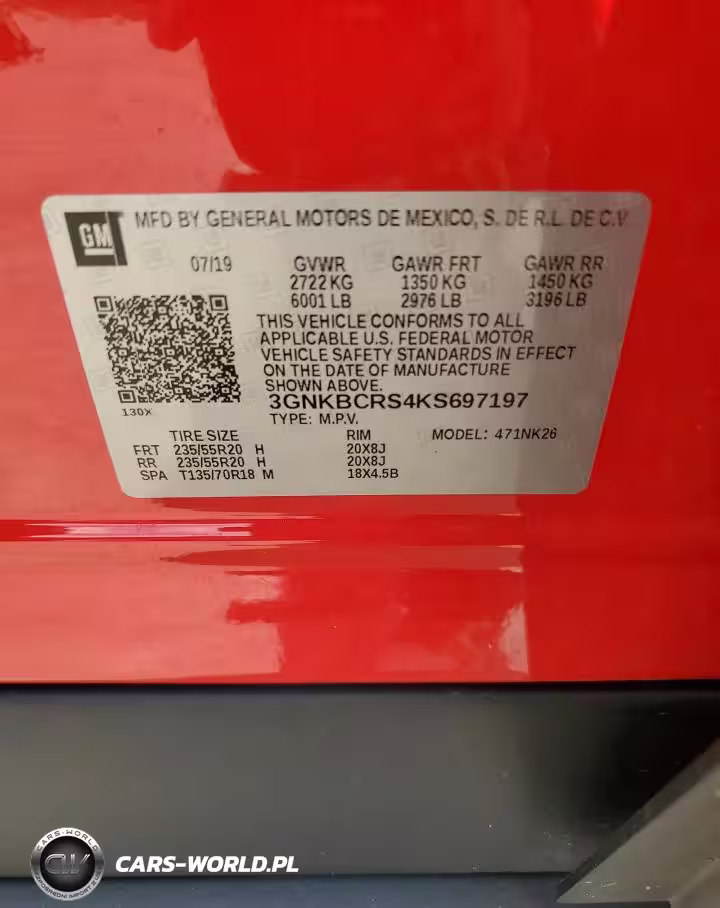 GM MFD BY GENERAL MOTORS DE MEXICO, S. DE R.L. DE C.V.
07/19 GVWR GAWR FRT GAWR RR
2722 KG 1350 KG 1450 KG
6001 LB 2976 LB 3196 LB
THIS VEHICLE CONFORMS TO ALL
APPLICABLE U.S. FEDERAL MOTOR
VEHICLE SAFETY STANDARDS IN EFFECT
ON THE DATE OF MANUFACTURE
SHOWN ABOVE.
3GNKBCRS4KS697197
130X
TYPE: M.P.V.
TIRE SIZE RIM MODEL: 471NK26
FRT 235/55R20 H 20X8J
RR 235/55R20 H 20X8J
SPA T135/70R18 M 18X4.5B
CARS-WORLD
CW
CARS-WORLD.PL